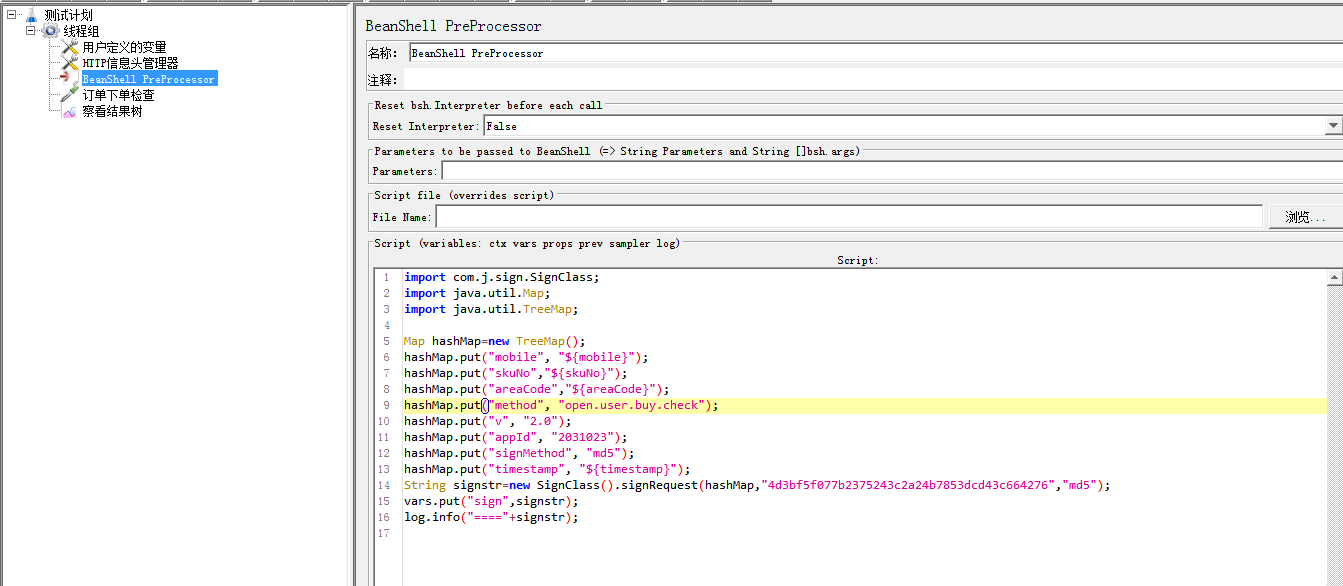 测试计划
线程组
用户定义的变量
HTTP信息头管理器
BeanShell PreProcessor
订单下单检查
察看结果树
BeanShell PreProcessor
名称: BeanShell PreProcessor
注释:
Reset bsh.Interpreter before each call
Reset Interpreter: False
Parameters to be passed to BeanShell (=> String Parameters and String []bsh.args)
Parameters:
Script file (overrides script)
File Name: 浏览...
Script (variables: ctx vars props prev sampler log)
Script:
1 import com.j.sign.SignClass;
2 import java.util.Map;
3 import java.util.TreeMap;
4
5 Map hashMap=new TreeMap();
6 hashMap.put("mobile", "${mobile}");
7 hashMap.put("skuNo","${skuNo}");
8 hashMap.put("areaCode","${areaCode}");
9 hashMap.put("method", "open.user.buy.check");
10 hashMap.put("v", "2.0");
11 hashMap.put("appId", "2031023");
12 hashMap.put("signMethod", "md5");
13 hashMap.put("timestamp", "${timestamp}");
14 String signstr=new SignClass().signRequest(hashMap,"4d3bf5f077b2375243c2a24b7853dcd43c664276","md5");
15 vars.put("sign",signstr);
16 log.info("===="+signstr);
17